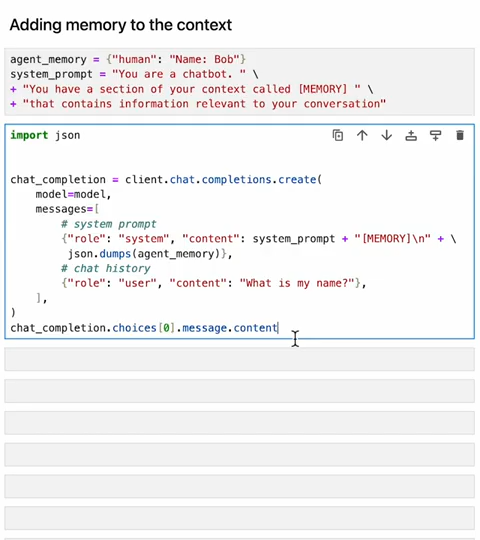 Adding memory to the context
agent_memory = {"human": "Name: Bob"}
system_prompt = "You are a chatbot. " \
+ "You have a section of your context called [MEMORY] " \
+ "that contains information relevant to your conversation"
import json
chat_completion = client.chat.completions.create(
    model=model,
    messages=[
        # system prompt
        {"role": "system", "content": system_prompt + "[MEMORY]\n" + \
         json.dumps(agent_memory)},
        # chat history
        {"role": "user", "content": "What is my name?"},
    ],
)
chat_completion.choices[0].message.content